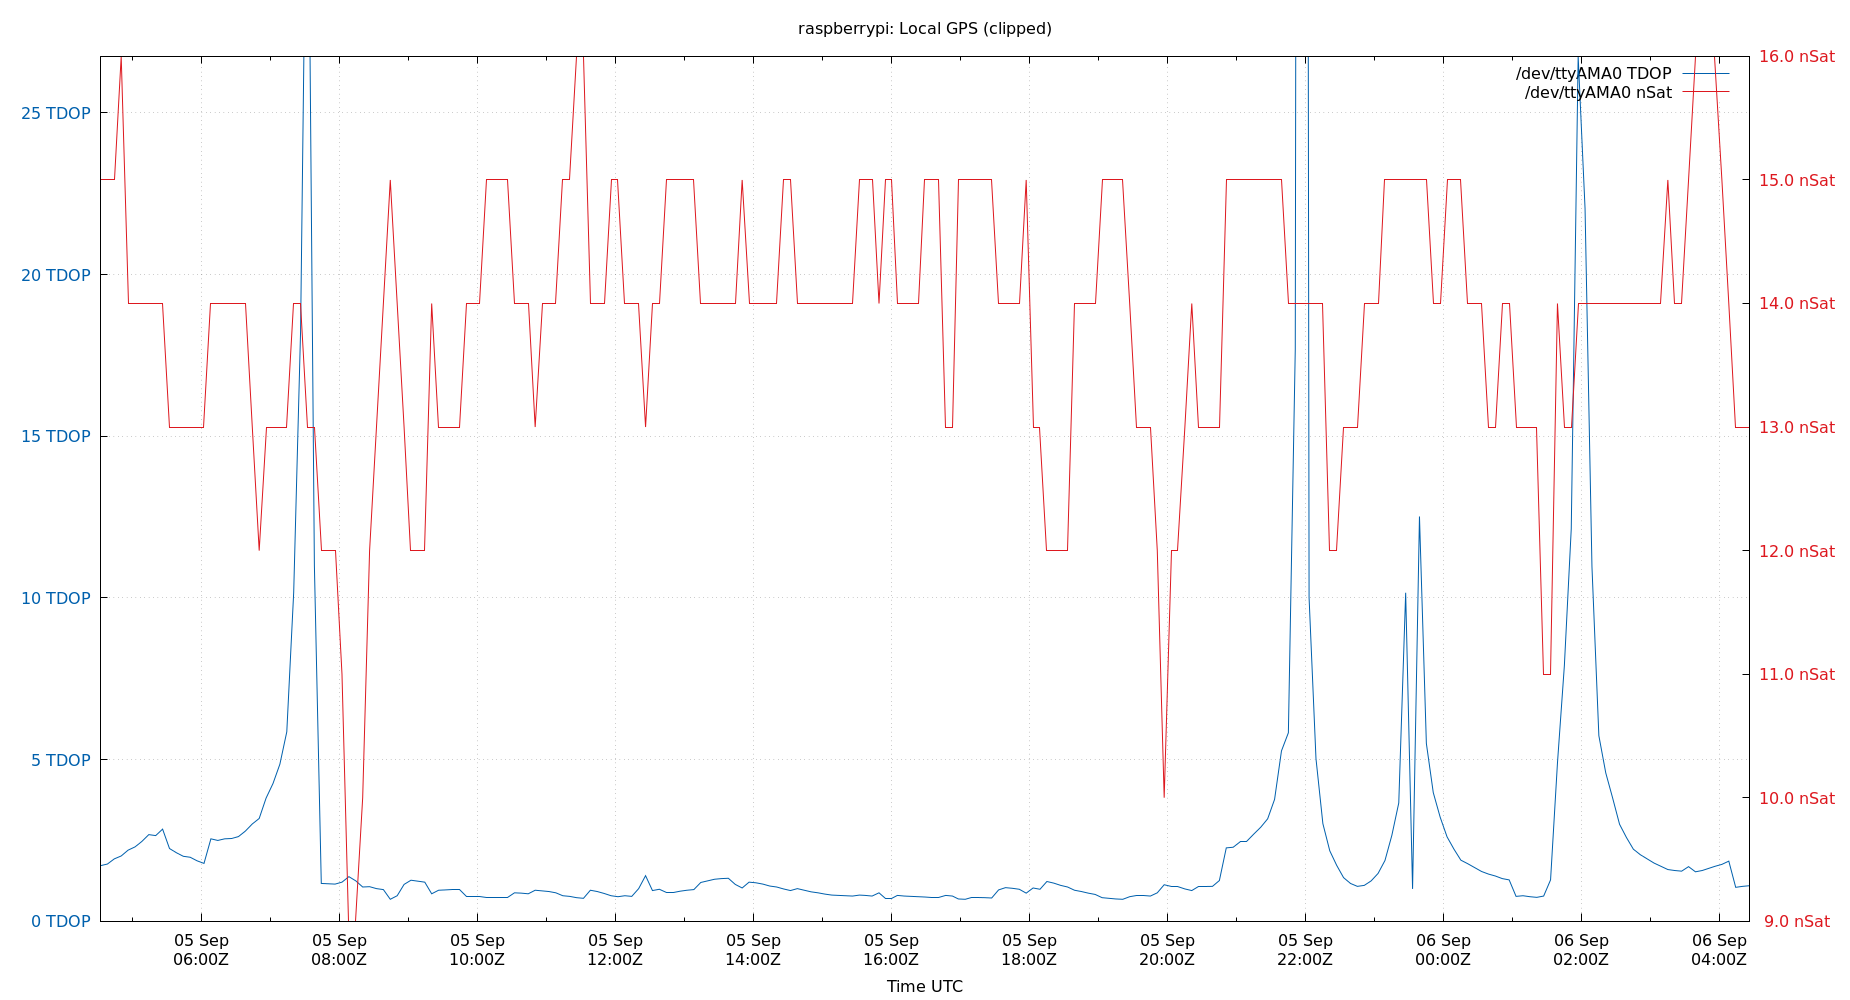 raspberrypi: Local GPS (clipped)
/dev/ttyAMA0 TDOP
/dev/ttyAMA0 nSat
25 TDOP
20 TDOP
15 TDOP
10 TDOP
5 TDOP
0 TDOP
16.0 nSat
15.0 nSat
14.0 nSat
13.0 nSat
12.0 nSat
11.0 nSat
10.0 nSat
9.0 nSat
05 Sep 05 Sep 05 Sep 05 Sep 05 Sep 05 Sep 05 Sep 05 Sep 05 Sep 06 Sep 06 Sep 06 Sep
06:00Z 08:00Z 10:00Z 12:00Z 14:00Z 16:00Z 18:00Z 20:00Z 22:00Z 00:00Z 02:00Z 04:00Z
Time UTC